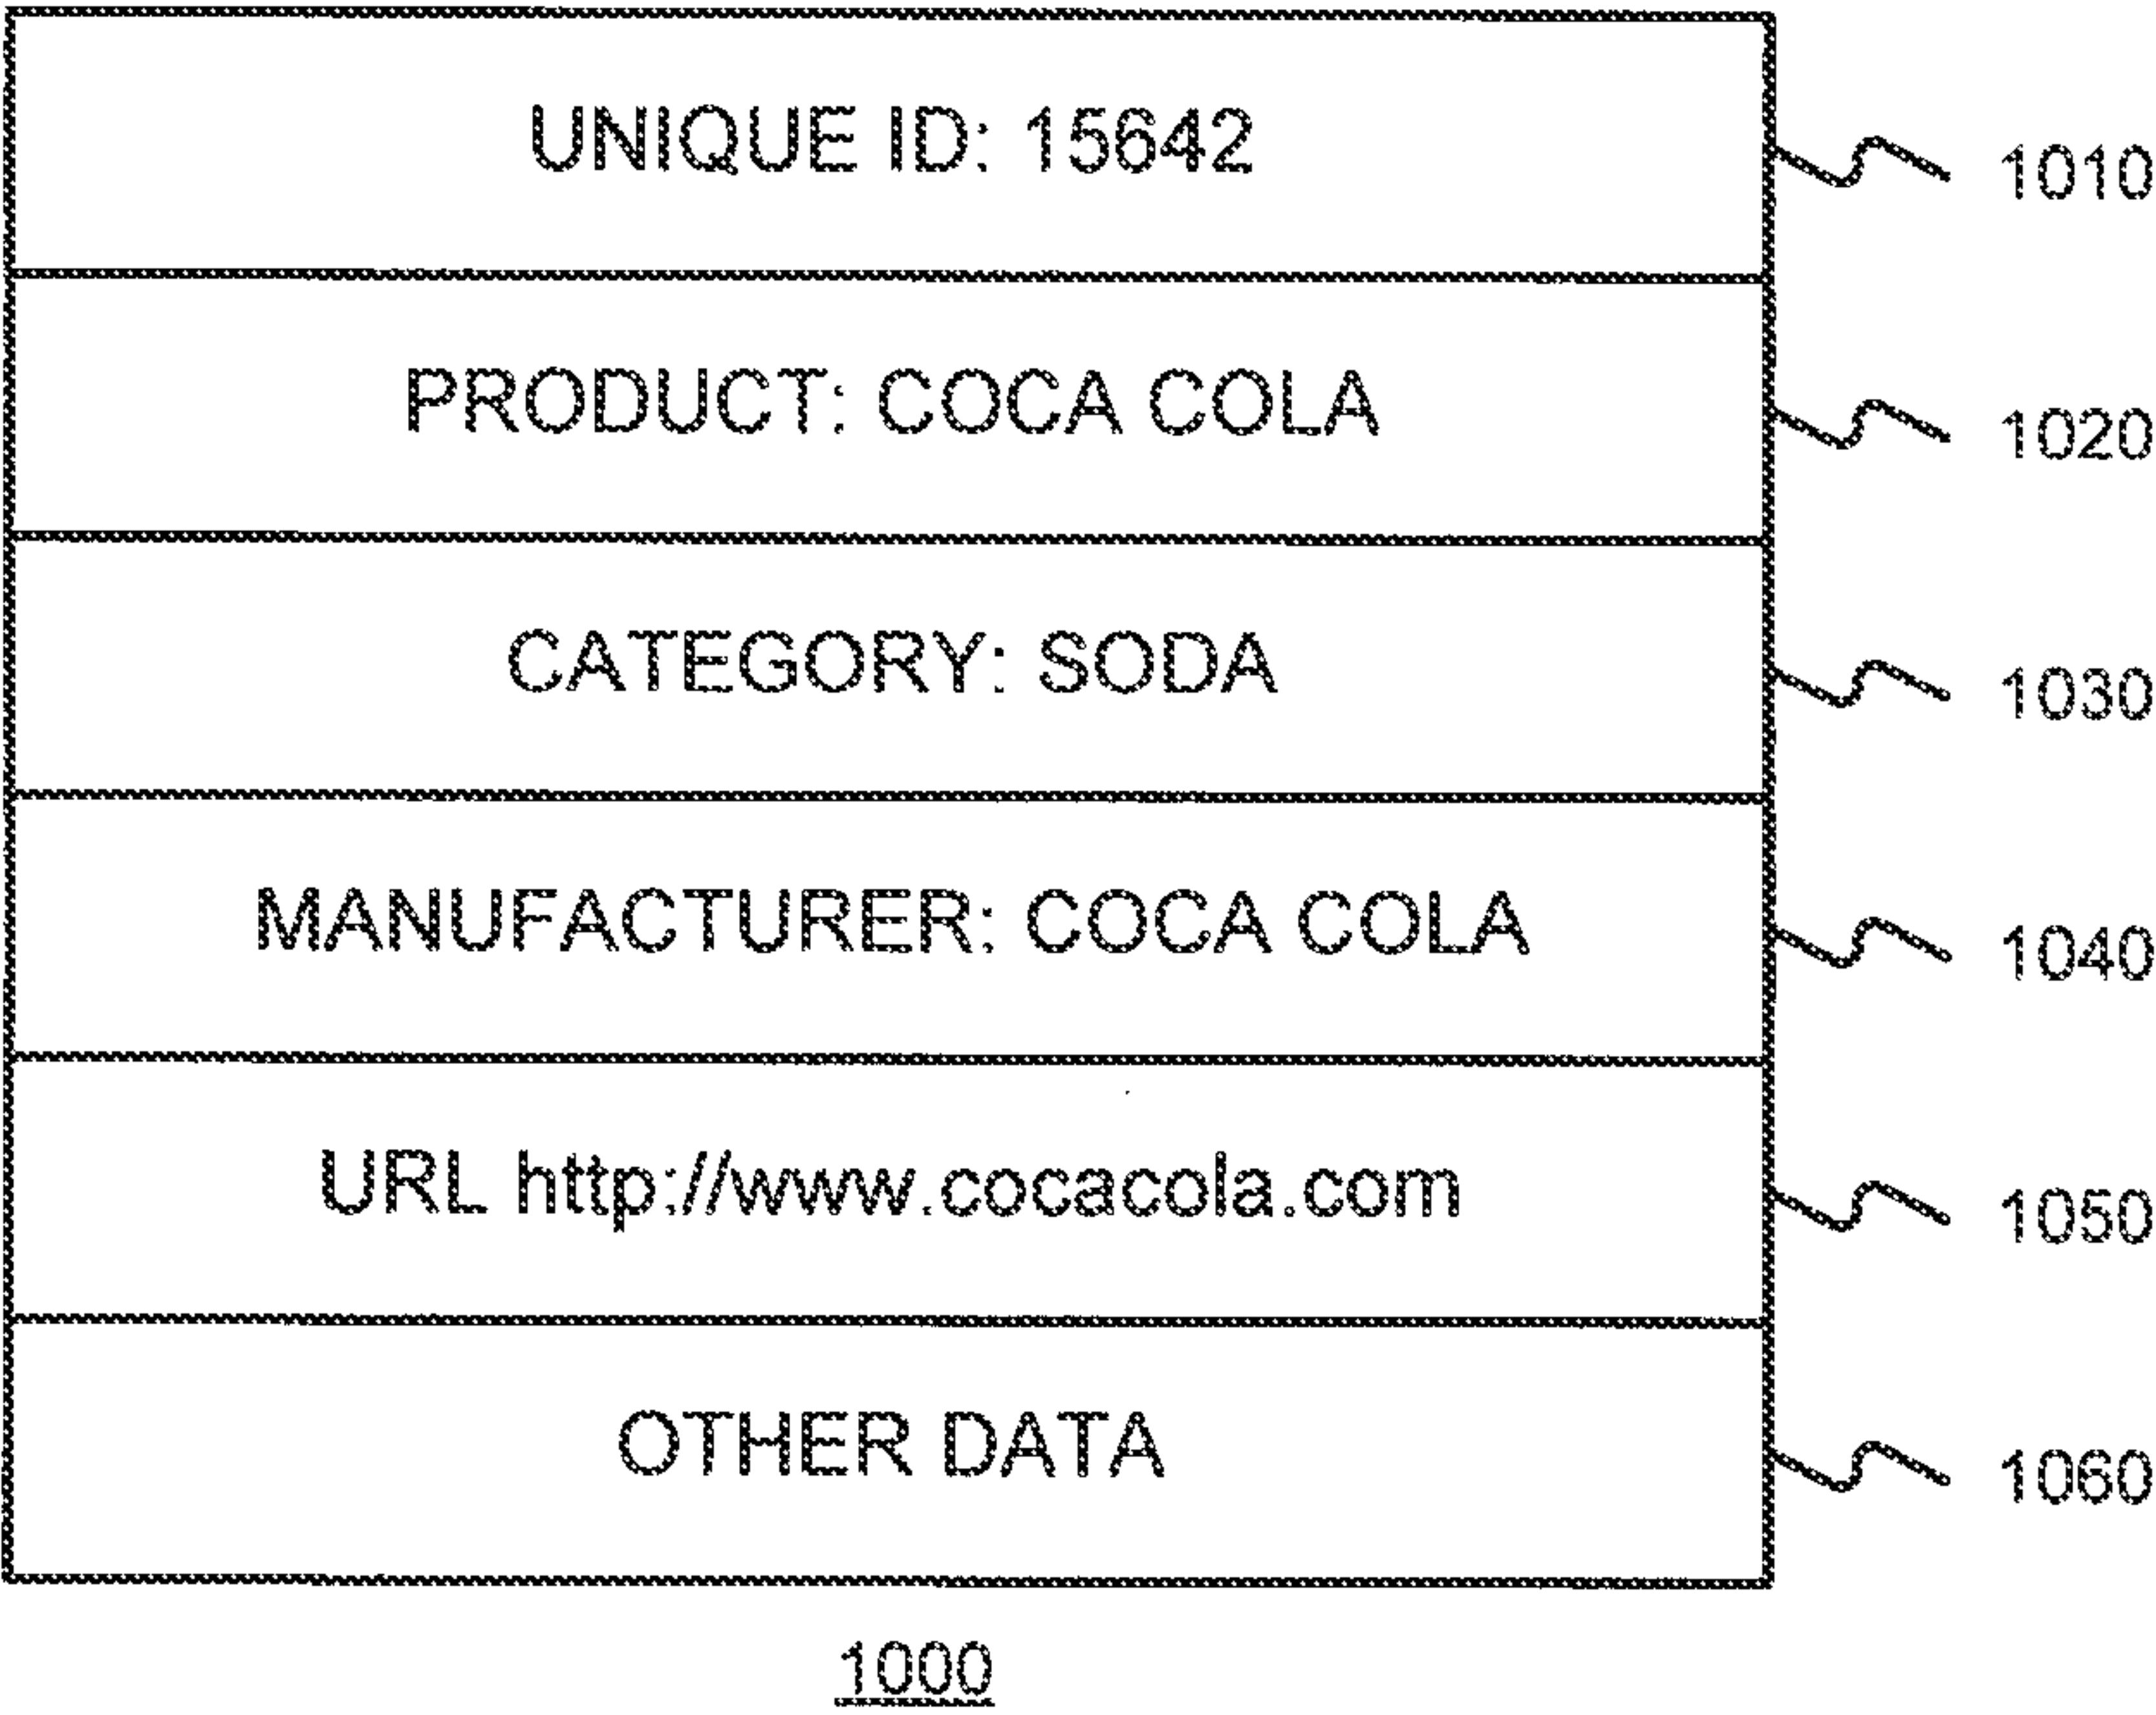 UNIQUE ID: 15642
1010
PRODUCT: COCA COLA
1020
CATEGORY: SODA
1030
MANUFACTURER: COCA COLA
1040
URL http://www.cocacola.com
1050
OTHER DATA
1060
1000